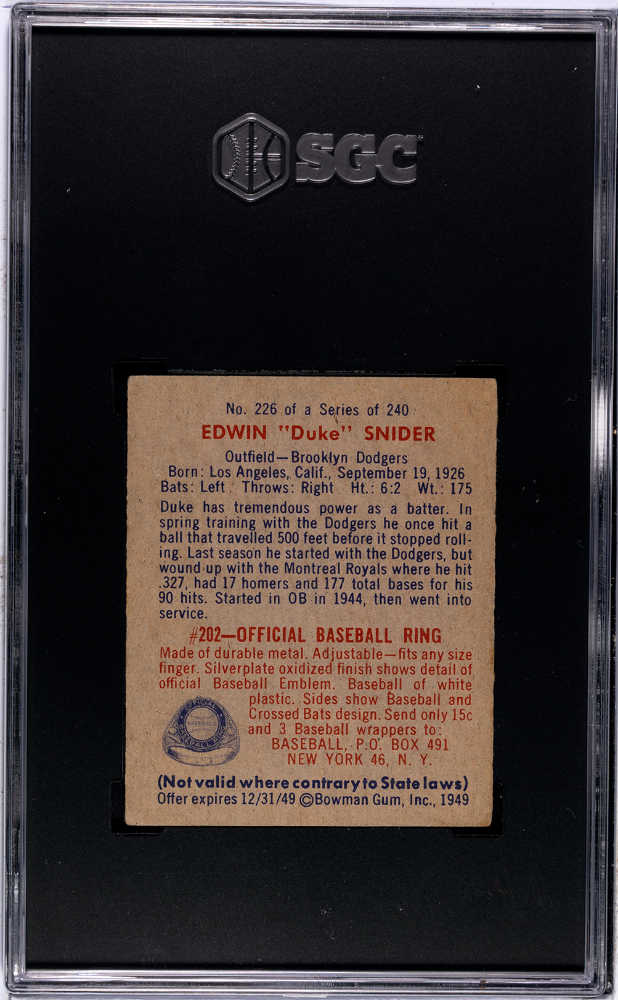 SGC
No. 226 of a Series of 240
EDWIN "Duke" SNIDER
Outfield—Brooklyn Dodgers
Born: Los Angeles, Calif., September 19, 1926
Bats: Left Throws: Right Ht.: 6:2 Wt.: 175
Duke has tremendous power as a batter. In
spring training with the Dodgers he once hit a
ball that travelled 500 feet before it stopped roll-
ing. Last season he started with the Dodgers, but
wound up with the Montreal Royals where he hit
.327, had 17 homers and 177 total bases for his
90 hits. Started in OB in 1944, then went into
service.
#202—OFFICIAL BASEBALL RING
Made of durable metal. Adjustable—fits any size
finger. Silverplate oxidized finish shows detail of
official Baseball Emblem. Baseball of white
plastic. Sides show Baseball and
Crossed Bats design. Send only 15c
and 3 Baseball wrappers to:
BASEBALL, P.O. BOX 491
NEW YORK 46, N. Y.
OFFICIAL
BASEBALL RING
(Not valid where contrary to State laws)
Offer expires 12/31/49 ©Bowman Gum, Inc., 1949